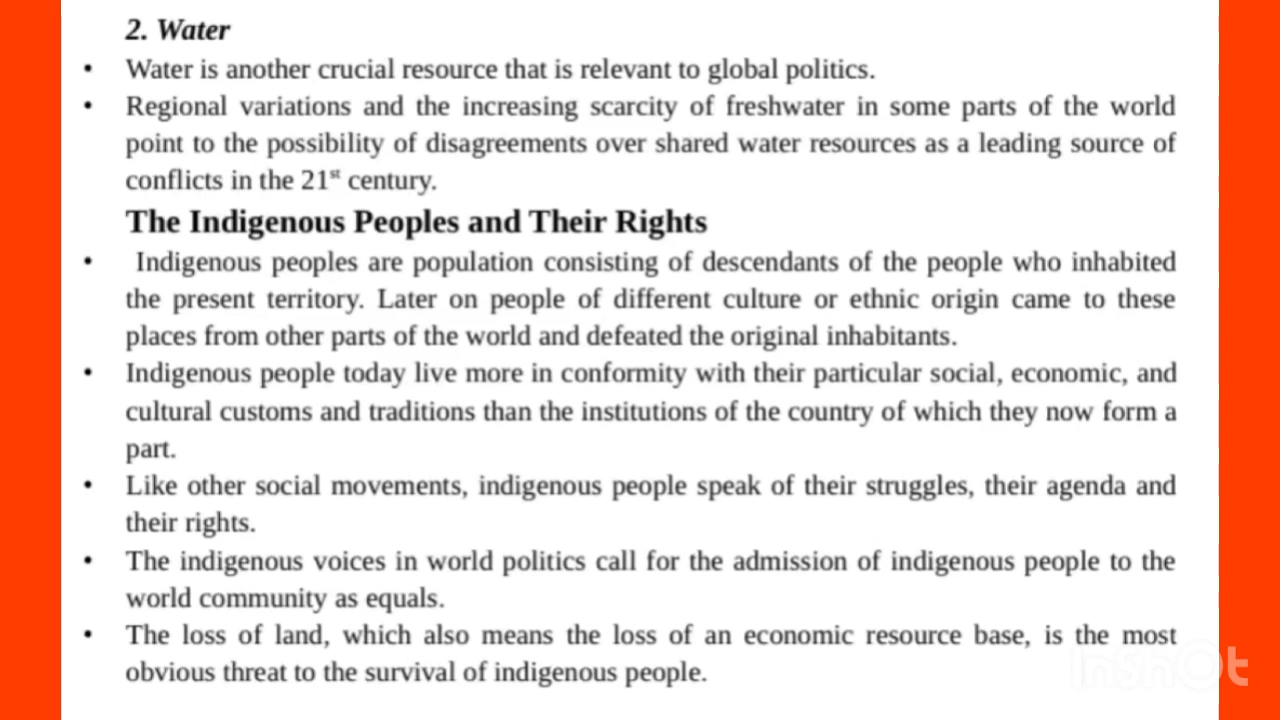 2. Water
• Water is another crucial resource that is relevant to global politics.
• Regional variations and the increasing scarcity of freshwater in some parts of the world
point to the possibility of disagreements over shared water resources as a leading source of
conflicts in the 21st century.
The Indigenous Peoples and Their Rights
• Indigenous peoples are population consisting of descendants of the people who inhabited
the present territory. Later on people of different culture or ethnic origin came to these
places from other parts of the world and defeated the original inhabitants.
• Indigenous people today live more in conformity with their particular social, economic, and
cultural customs and traditions than the institutions of the country of which they now form a
part.
• Like other social movements, indigenous people speak of their struggles, their agenda and
their rights.
• The indigenous voices in world politics call for the admission of indigenous people to the
world community as equals.
• The loss of land, which also means the loss of an economic resource base, is the most
obvious threat to the survival of indigenous people.
InShOt